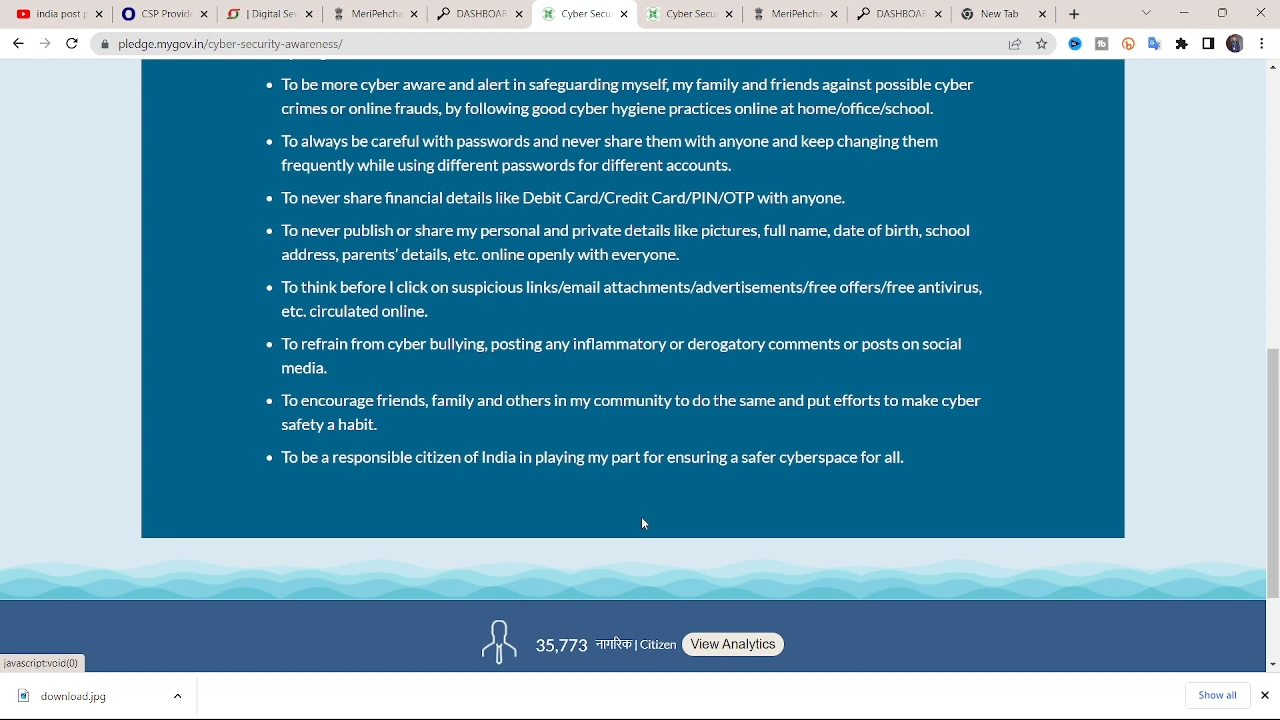 india post p
CSP Provide
| Digital Sev
MeriPehcha
DASHBOAR
Cyber Secur
Cyber Secur
MeriPehcha
DASHBOAR
New Tab
pledge.mygov.in/cyber-security-awareness/
To be more cyber aware and alert in safeguarding myself, my family and friends against possible cyber
crimes or online frauds, by following good cyber hygiene practices online at home/office/school.
To always be careful with passwords and never share them with anyone and keep changing them
frequently while using different passwords for different accounts.
To never share financial details like Debit Card/Credit Card/PIN/OTP with anyone.
To never publish or share my personal and private details like pictures, full name, date of birth, school
address, parents’ details, etc. online openly with everyone.
To think before I click on suspicious links/email attachments/advertisements/free offers/free antivirus,
etc. circulated online.
To refrain from cyber bullying, posting any inflammatory or derogatory comments or posts on social
media.
To encourage friends, family and others in my community to do the same and put efforts to make cyber
safety a habit.
To be a responsible citizen of India in playing my part for ensuring a safer cyberspace for all.
35,773 नागरिक | Citizen View Analytics
javascript:void(0)
download.jpg
Show all